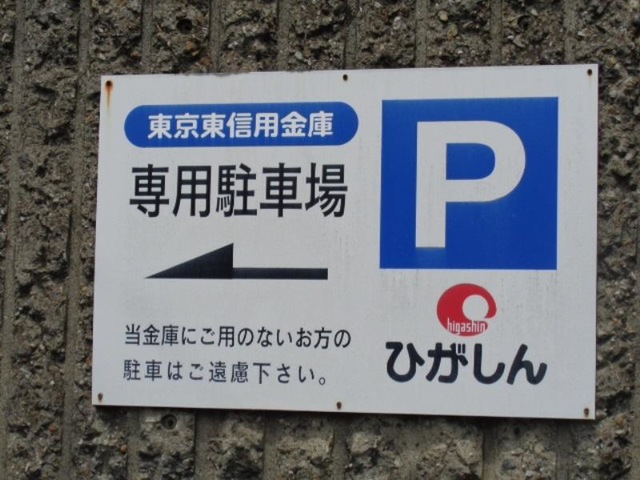 東京東信用金庫
専用駐車場
当金庫にご用のないお方の
駐車はご遠慮下さい。
P
higashin
ひがしん